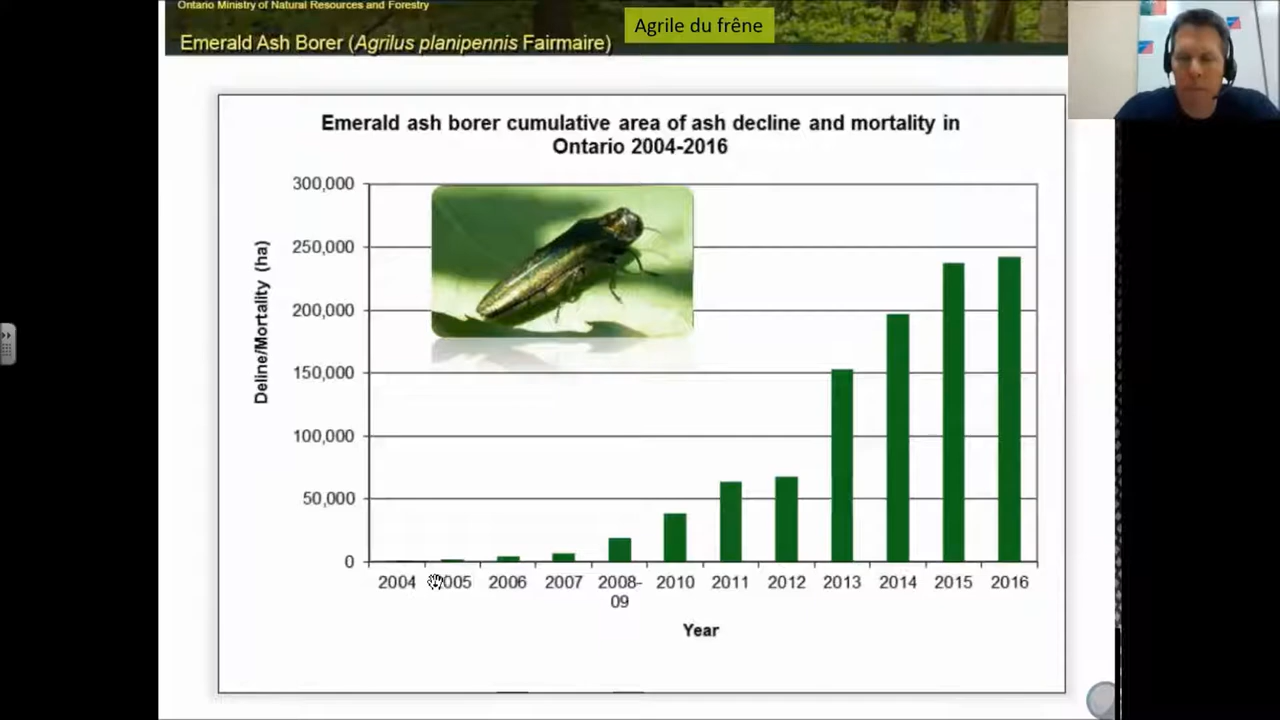 Ontario Ministry of Natural Resources and Forestry
Agrile du frêne
Emerald Ash Borer (Agrilus planipennis Fairmaire)
Emerald ash borer cumulative area of ash decline and mortality in
Ontario 2004-2016
300,000
250,000
200,000
150,000
100,000
50,000
0
Deline/Mortality (ha)
2004 2005 2006 2007 2008- 2010 2011 2012 2013 2014 2015 2016
09
Year